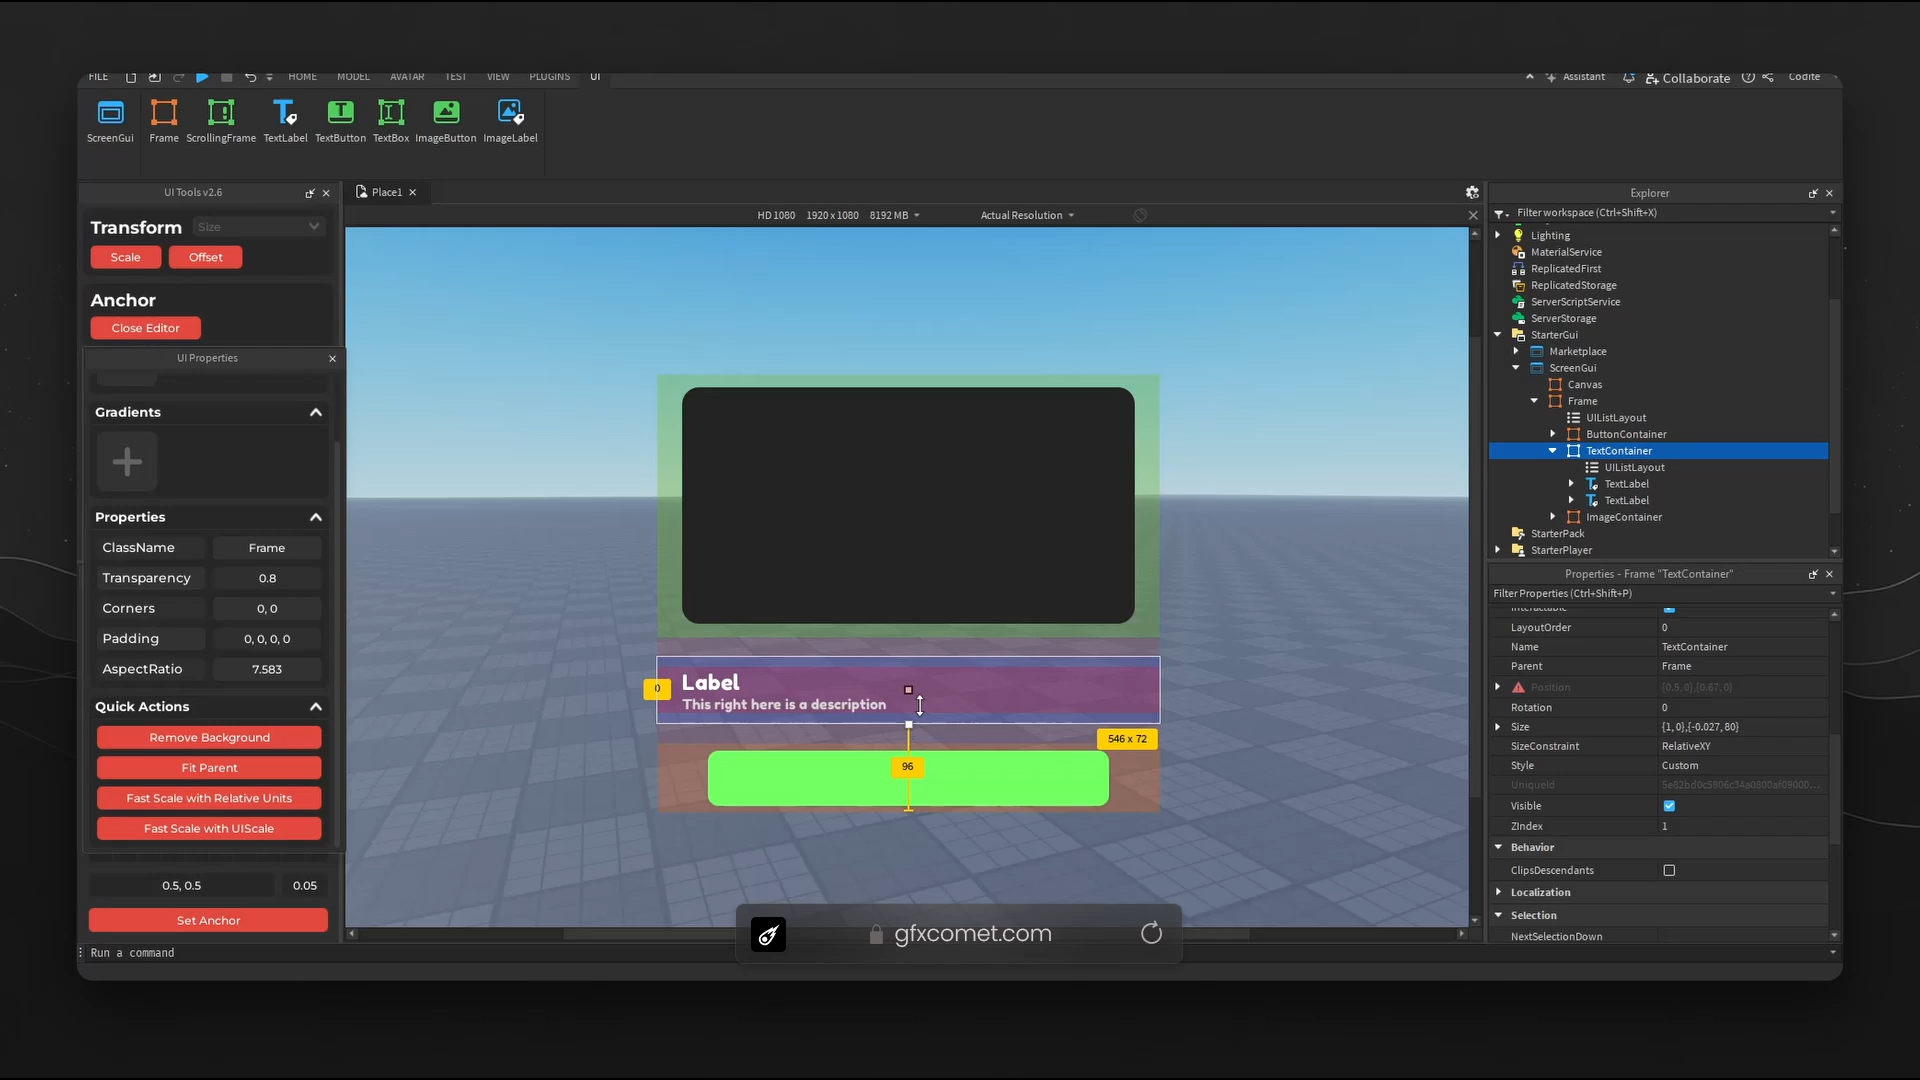 FILE HOME MODEL AVATAR TEST VIEW PLUGINS UI Assistant Collaborate Codite
ScreenGui Frame ScrollingFrame TextLabel TextButton TextBox ImageButton ImageLabel
UI Tools v2.6
Transform
Size
Scale
Offset
Anchor
Close Editor
UI Properties
Gradients
Properties
ClassName Frame
Transparency 0.8
Corners 0, 0
Padding 0, 0, 0, 0
AspectRatio 7.583
Quick Actions
Remove Background
Fit Parent
Fast Scale with Relative Units
Fast Scale with UIScale
0.5, 0.5 0.05
Set Anchor
Run a command
Place1
HD 1080 1920 x 1080 8192 MB Actual Resolution
Label
This right here is a description
0
546 x 72
96
gfxcomet.com
Explorer
Filter workspace (Ctrl+Shift+X)
Lighting
MaterialService
ReplicatedFirst
ReplicatedStorage
ServerScriptService
ServerStorage
StarterGui
Marketplace
ScreenGui
Canvas
Frame
UIListLayout
ButtonContainer
TextContainer
UIListLayout
TextLabel
TextLabel
ImageContainer
StarterPack
StarterPlayer
Properties - Frame "TextContainer"
Filter Properties (Ctrl+Shift+P)
Interactable
LayoutOrder 0
Name TextContainer
Parent Frame
Position {0.5, 0},{0.67, 0}
Rotation 0
Size {1, 0},{-0.027, 80}
SizeConstraint RelativeXY
Style Custom
UniqueId
Visible
ZIndex 1
Behavior
ClipsDescendants
Localization
Selection
NextSelectionDown